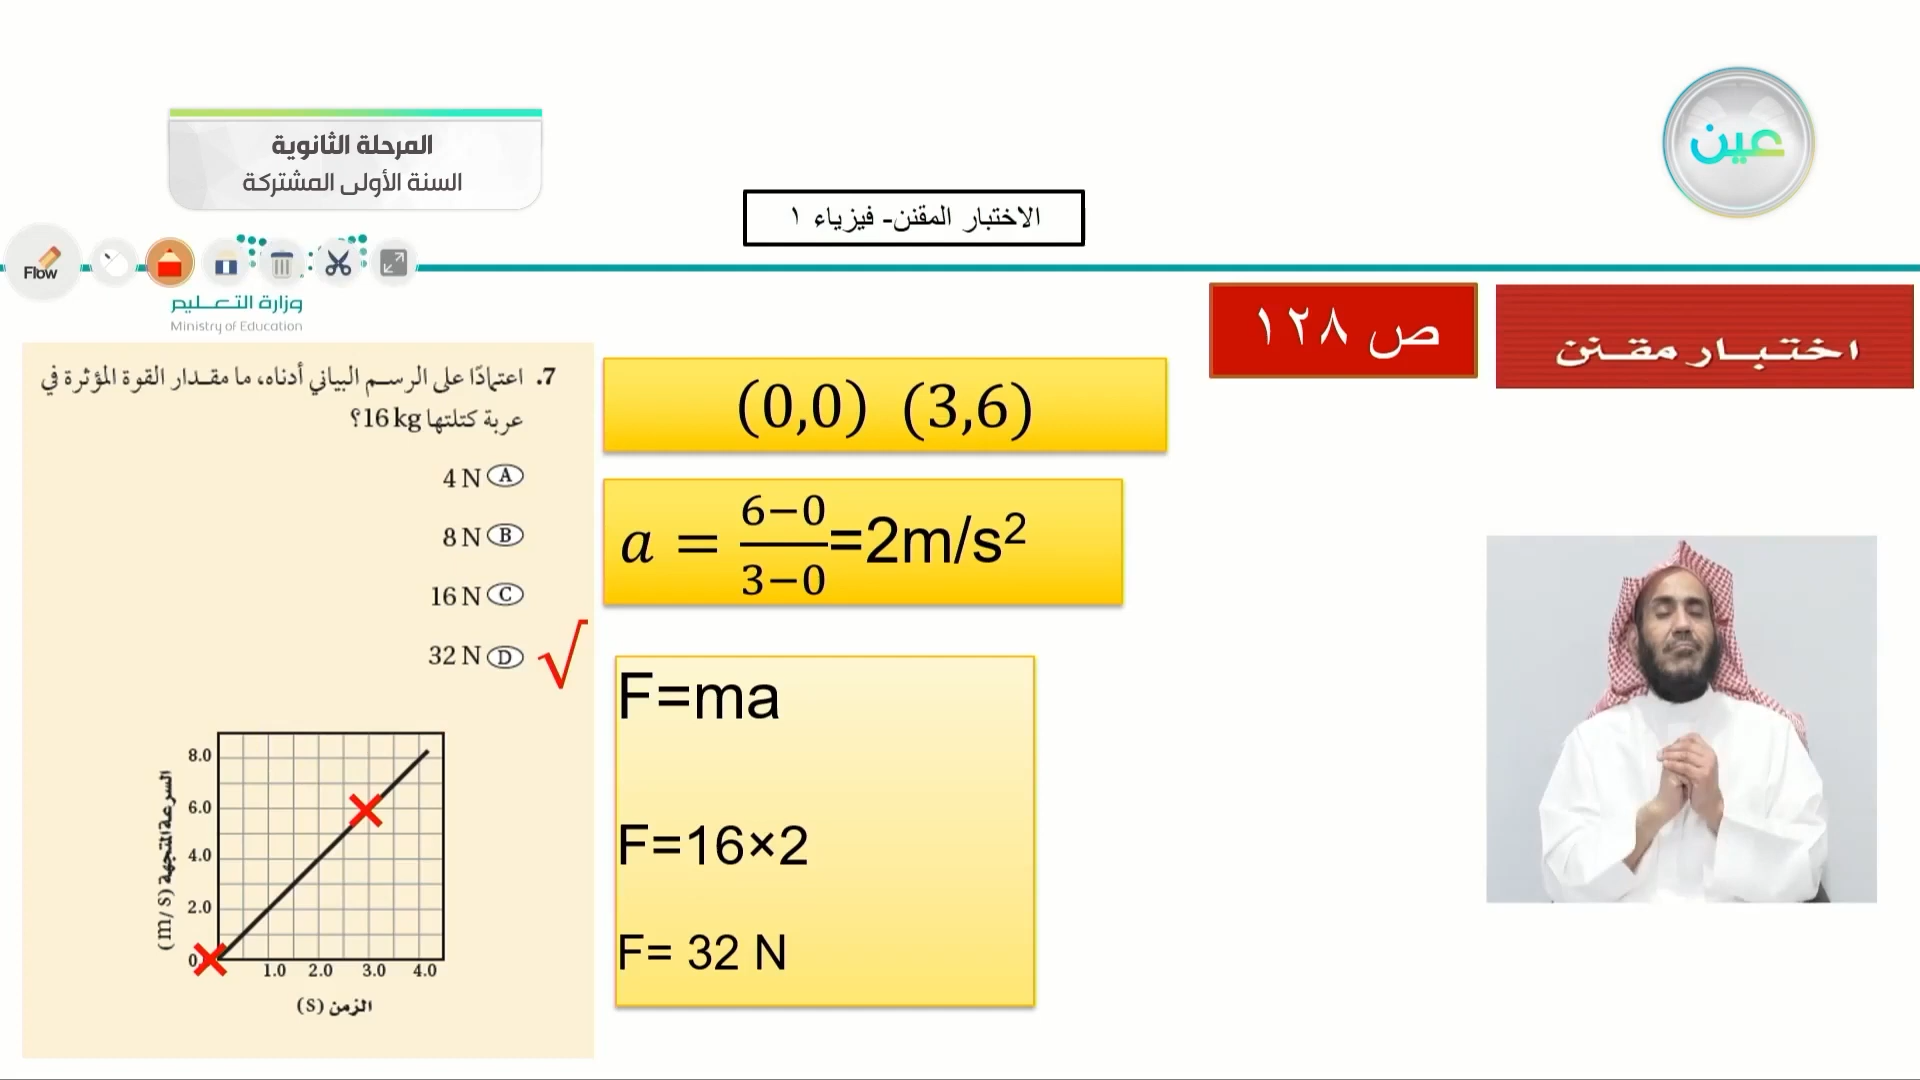 المرحلة الثانوية
السنة الأولى المشتركة
عين
الاختبار المقنن- فيزياء ١
Flow
وزارة التعليم
Ministry of Education
اختبار مقنن
ص ١٢٨
7. اعتمادًا على الرسم البياني أدناه، ما مقدار القوة المؤثرة في
عربة كتلتها 16 kg؟
4 N A
8 N B
16 N C
32 N D √
السرعة المتجهة (m/s)
8.0
6.0
4.0
2.0
0
1.0 2.0 3.0 4.0
الزمن (s)
(0,0) (3,6)
a = \frac{6−0}{3−0}=2m/s²
F=ma
F=16×2
F= 32 N